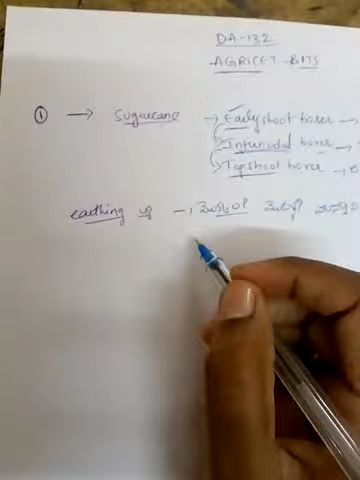 DA-132
AGRICET BITS
① → Sugarcane → Early shoot borer →
→ Internodal borer →
→ Top shoot borer →
earthing up →